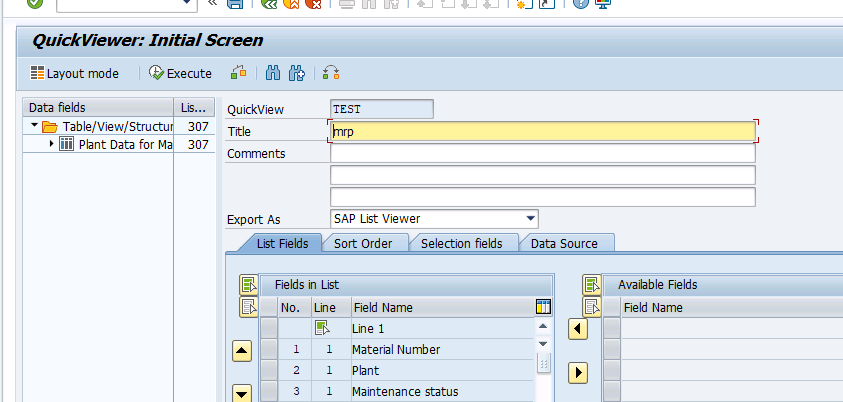 QuickViewer: Initial Screen
Layout mode Execute
Data fields Lis...
Table/View/Structur 307
Plant Data for Ma 307
QuickView TEST
Title mrp
Comments
Export As SAP List Viewer
List Fields Sort Order Selection fields Data Source
Fields in List Available Fields
No. Line Field Name Field Name
Line 1
1 1 Material Number
2 1 Plant
3 1 Maintenance status